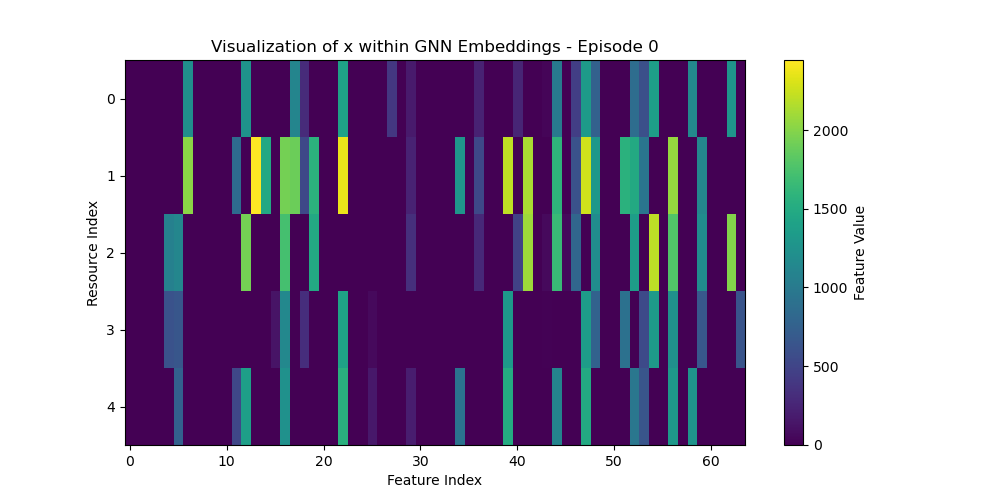 Visualization of x within GNN Embeddings - Episode 0
Resource Index
0
1
2
3
4
0 10 20 30 40 50 60
Feature Index
2000
1500
1000
500
0
Feature Value